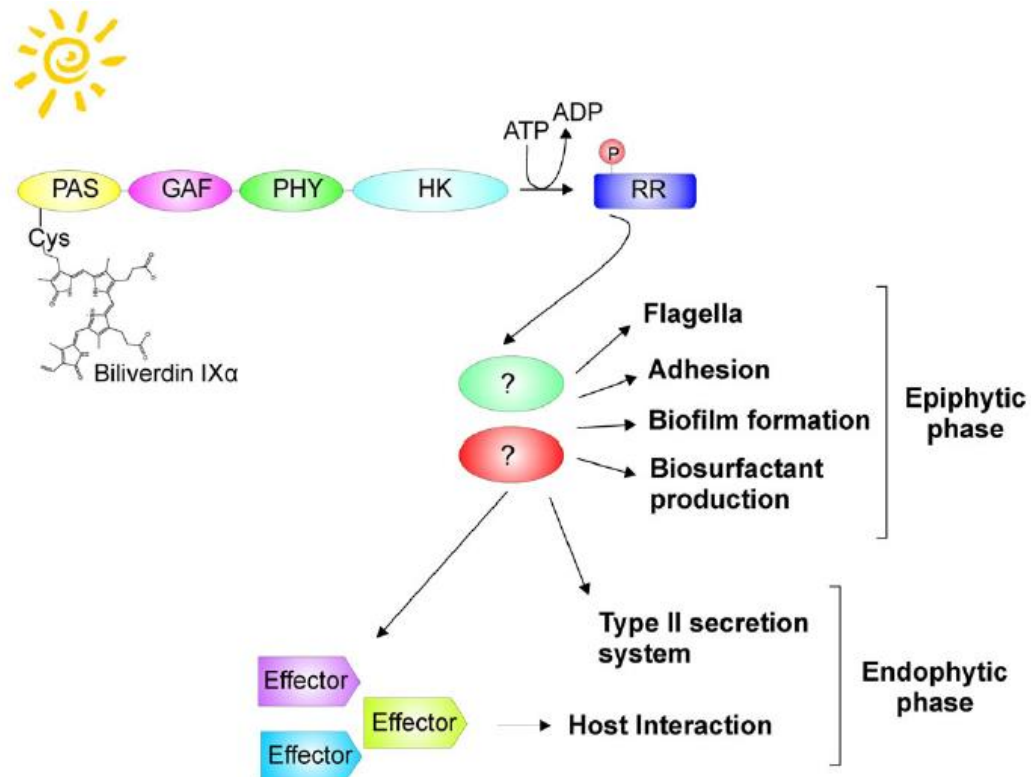 ATP
ADP
PAS
GAF
PHY
HK
P
RR
Cys
Biliverdin IXα
?
?
Flagella
Adhesion
Biofilm formation
Biosurfactant
production
Epiphytic
phase
Type II secretion
system
Effector
Effector
Effector
Host Interaction
Endophytic
phase